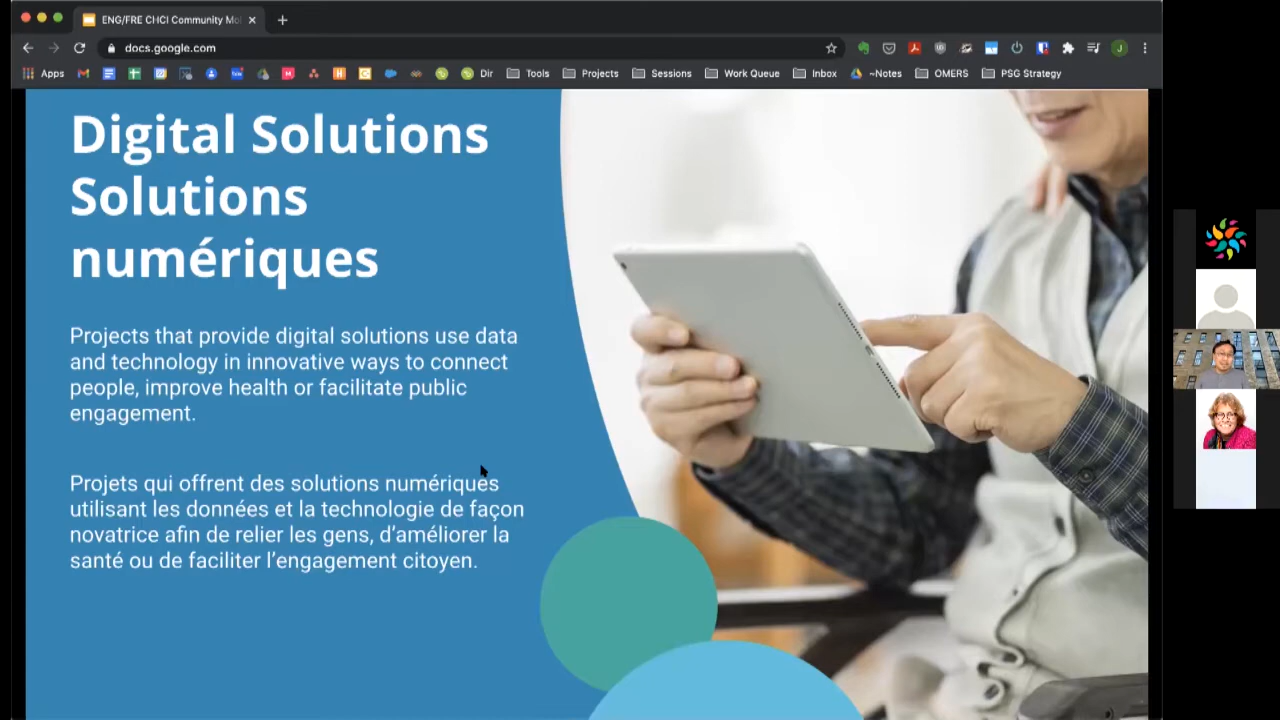 ENG/FRE CHCI Community Mo
docs.google.com
Apps
Dir
Tools
Projects
Sessions
Work Queue
Inbox
~Notes
OMERS
PSG Strategy
Digital Solutions
Solutions
numériques
Projects that provide digital solutions use data
and technology in innovative ways to connect
people, improve health or facilitate public
engagement.
Projets qui offrent des solutions numériques
utilisant les données et la technologie de façon
novatrice afin de relier les gens, d'améliorer la
santé ou de faciliter l'engagement citoyen.